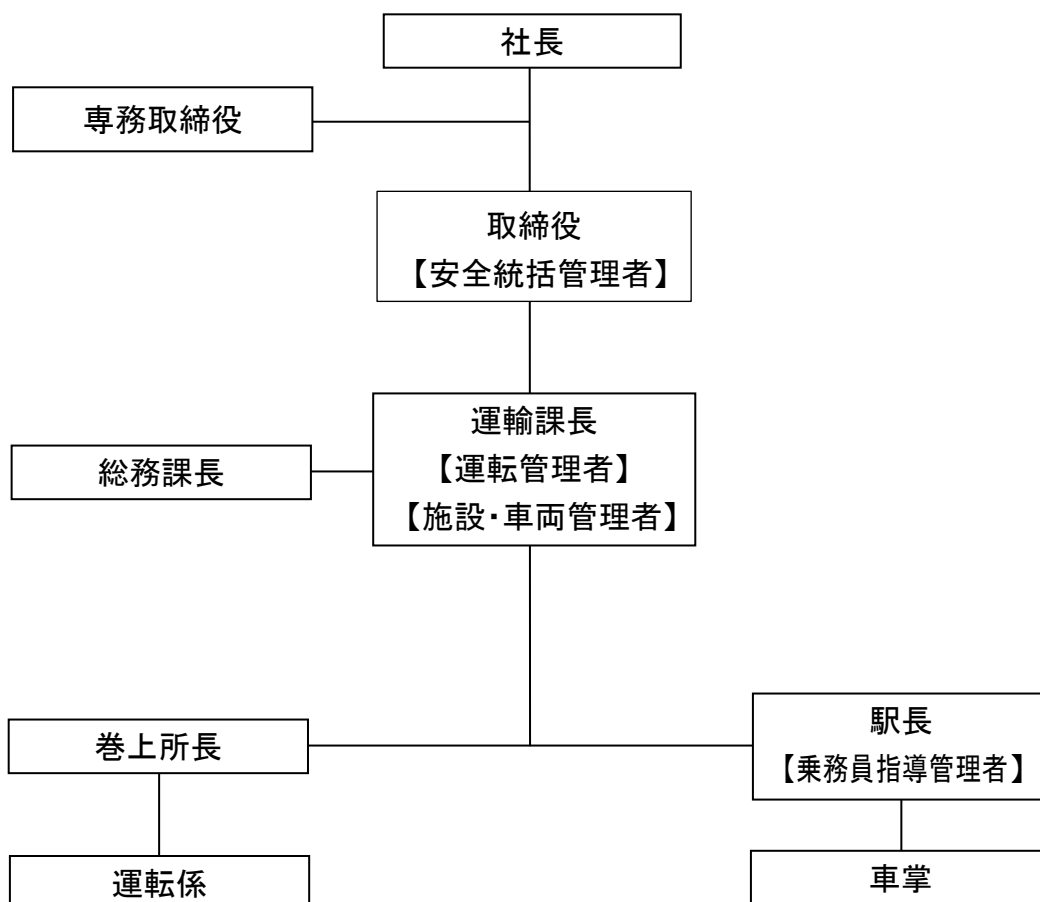 社長
専務取締役
取締役
【安全統括管理者】
運輸課長
【運転管理者】
【施設・車両管理者】
総務課長
巻上所長
駅長
【乗務員指導管理者】
運転係
車掌